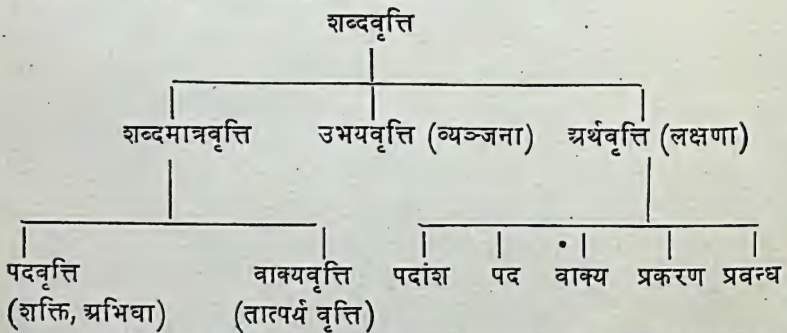 शब्दवृत्ति
शब्दमात्रवृत्ति उभयवृत्ति (व्यञ्जना) अर्थवृत्ति (लक्षणा)
पदवृत्ति वाक्यवृत्ति पदांश पद वाक्य प्रकरण प्रवन्ध
(शक्ति, अभिधा) (तात्पर्य वृत्ति)